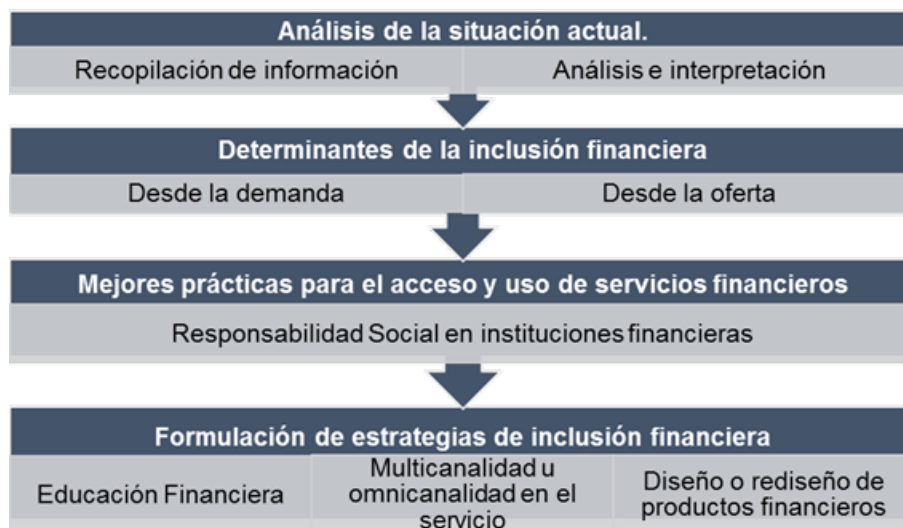 Análisis de la situación actual.
Recopilación de información
Análisis e interpretación
Determinantes de la inclusión financiera
Desde la demanda
Desde la oferta
Mejores prácticas para el acceso y uso de servicios financieros
Responsabilidad Social en instituciones financieras
Formulación de estrategias de inclusión financiera
Educación Financiera
Multicanalidad u
omnicanalidad en el
servicio
Diseño o rediseño de
productos financieros